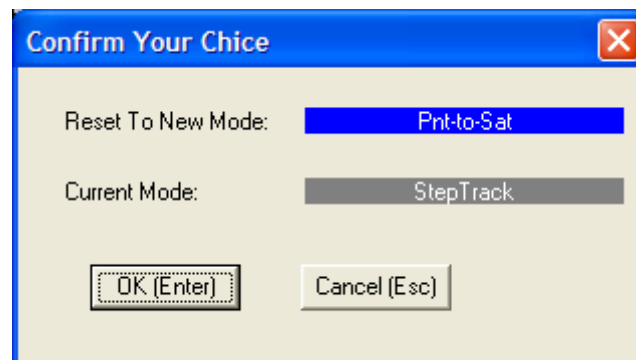 Confirm Your Chice
Reset To New Mode: Pnt-to-Sat
Current Mode: StepTrack
OK (Enter) Cancel (Esc)